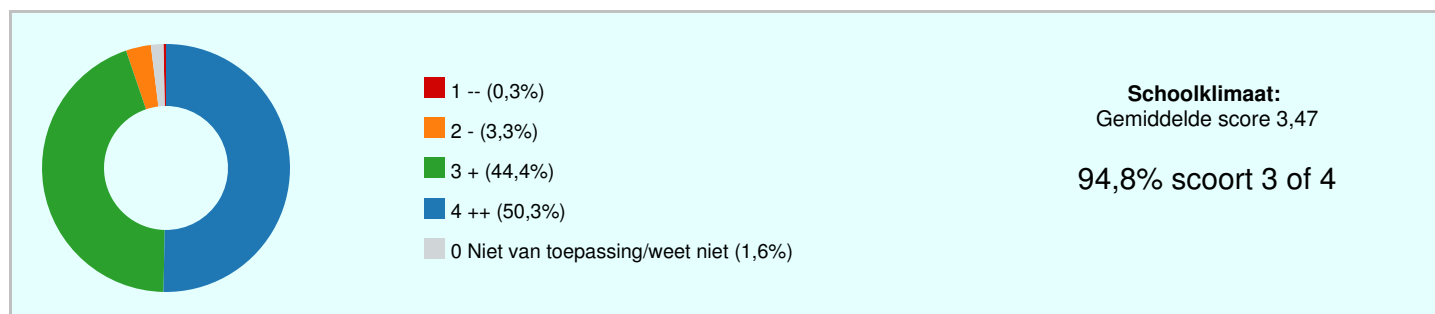 1 -- (0,3%)
2 - (3,3%)
3 + (44,4%)
4 ++ (50,3%)
0 Niet van toepassing/weet niet (1,6%)
Schoolklimaat:
Gemiddelde score 3,47
94,8% scoort 3 of 4